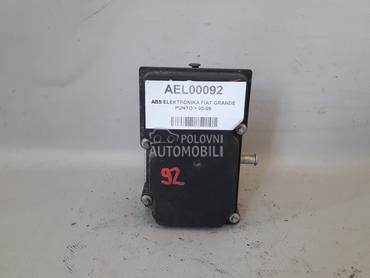 AEL00092
ABS ELEKTRONIKA FIAT GRANDE
PUNTO > 05-09
POLOVNI
AUTOMOBILI
92